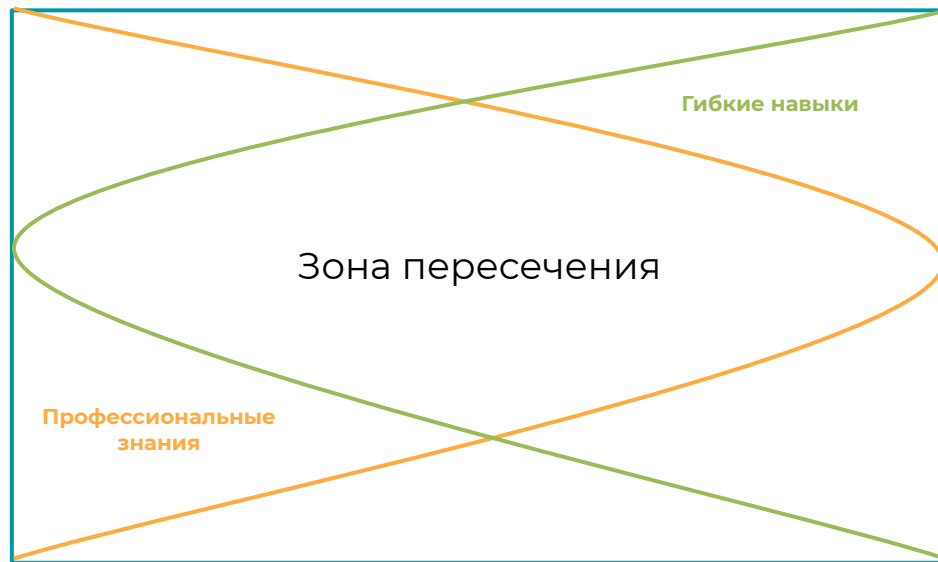 Гибкие навыки
Зона пересечения
Профессиональные
знания